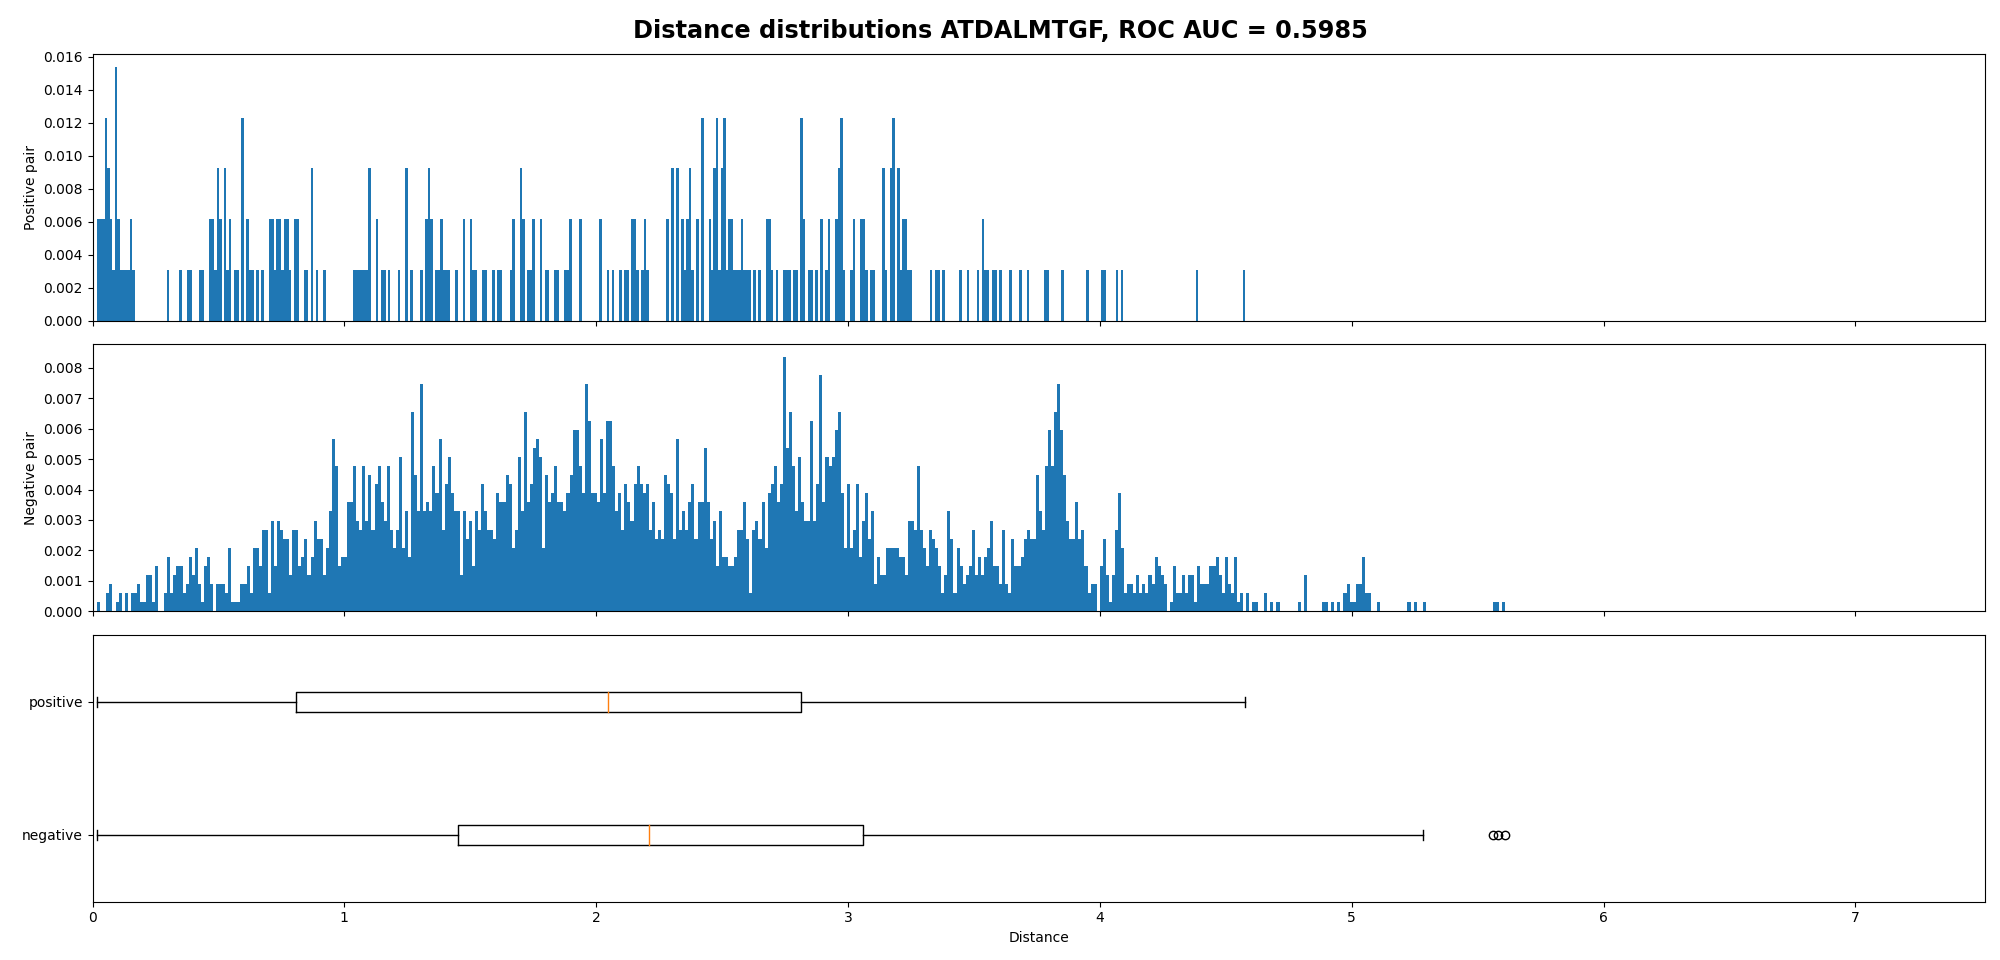 Distance distributions ATDALMTGF, ROC AUC = 0.5985
0.016
0.014
0.012
0.010
0.008
0.006
0.004
0.002
0.000
Positive pair
0.008
0.007
0.006
0.005
0.004
0.003
0.002
0.001
0.000
Negative pair
positive
negative
0 1 2 3 4 5 6 7
Distance